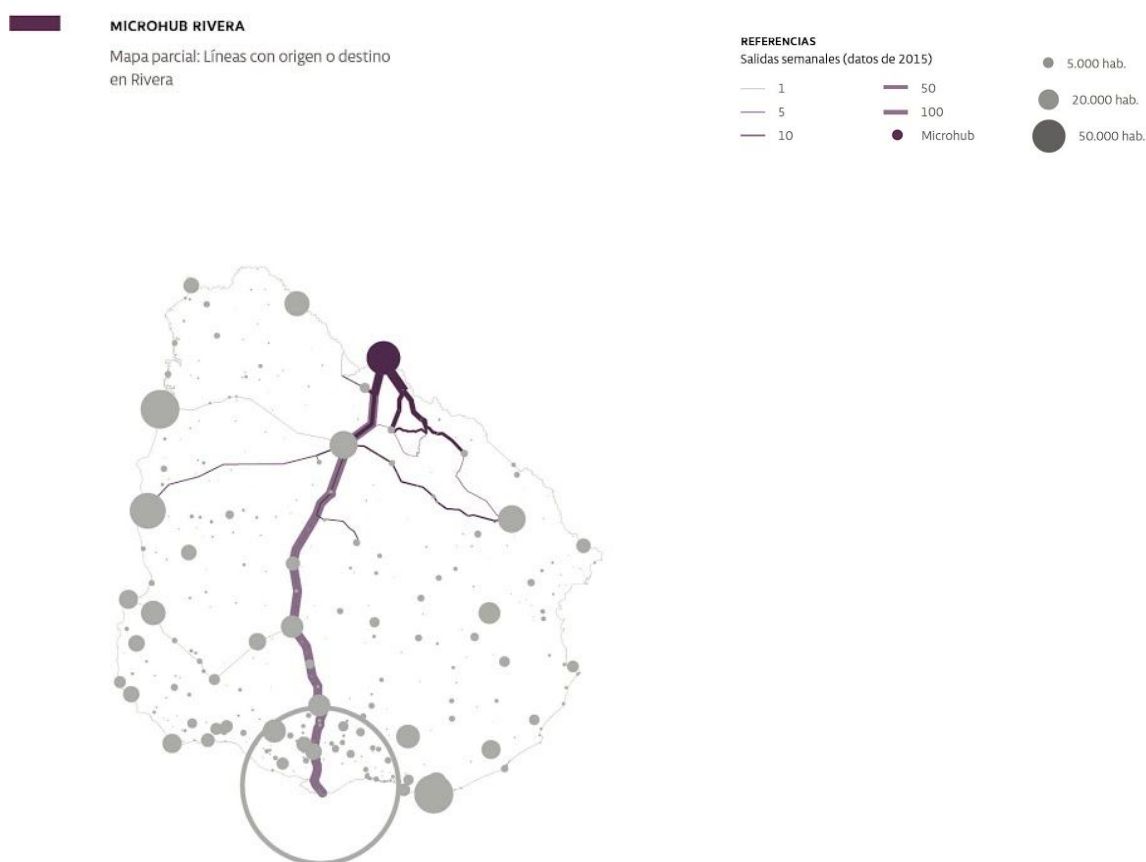 MICROHUB RIVERA
Mapa parcial: Líneas con origen o destino
en Rivera
REFERENCIAS
Salidas semanales (datos de 2015)
1
5
10
50
100
Microhub
5.000 hab.
20.000 hab.
50.000 hab.